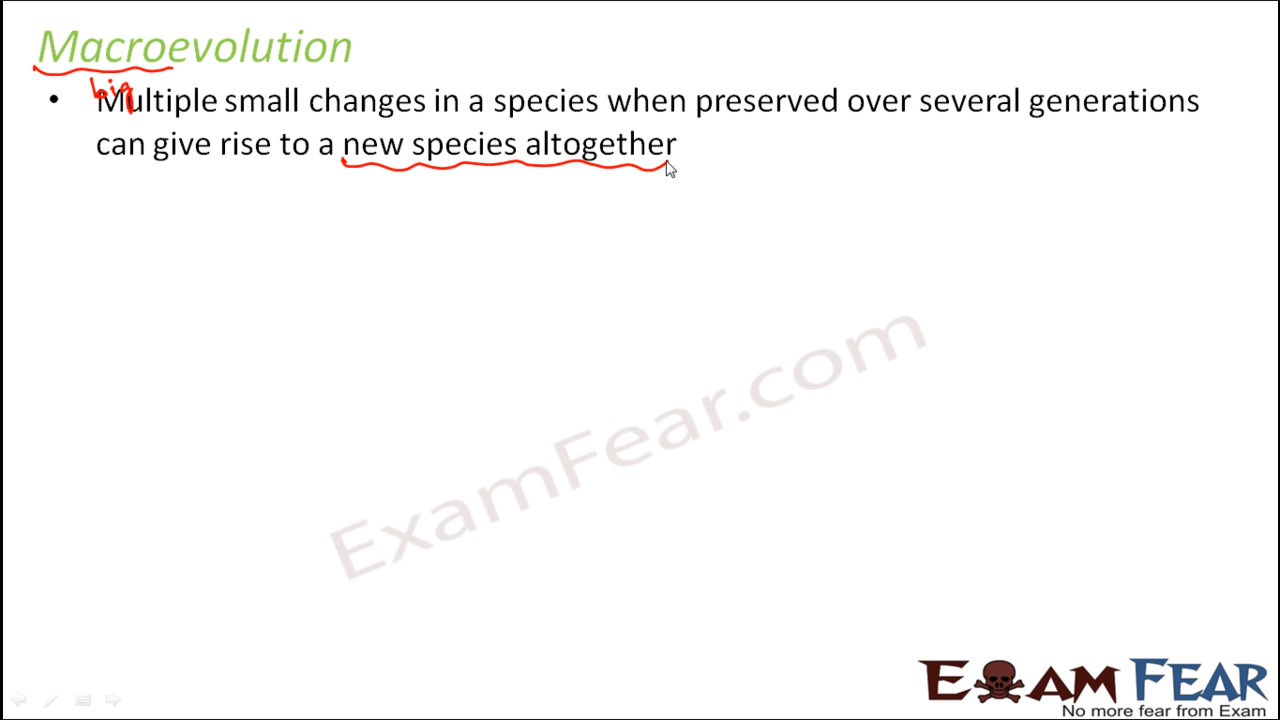 Macroevolution
big
• Multiple small changes in a species when preserved over several generations
can give rise to a new species altogether
ExamFear.com
EXAM FEAR
No more fear from Exam